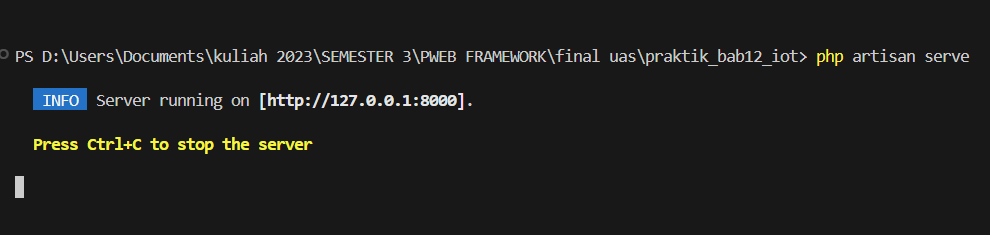 PS D:\Users\Documents\kuliah 2023\SEMESTER 3\PWEB FRAMEWORK\final uas\praktik_bab12_iot> php artisan serve
INFO Server running on [http://127.0.0.1:8000].
Press Ctrl+C to stop the server